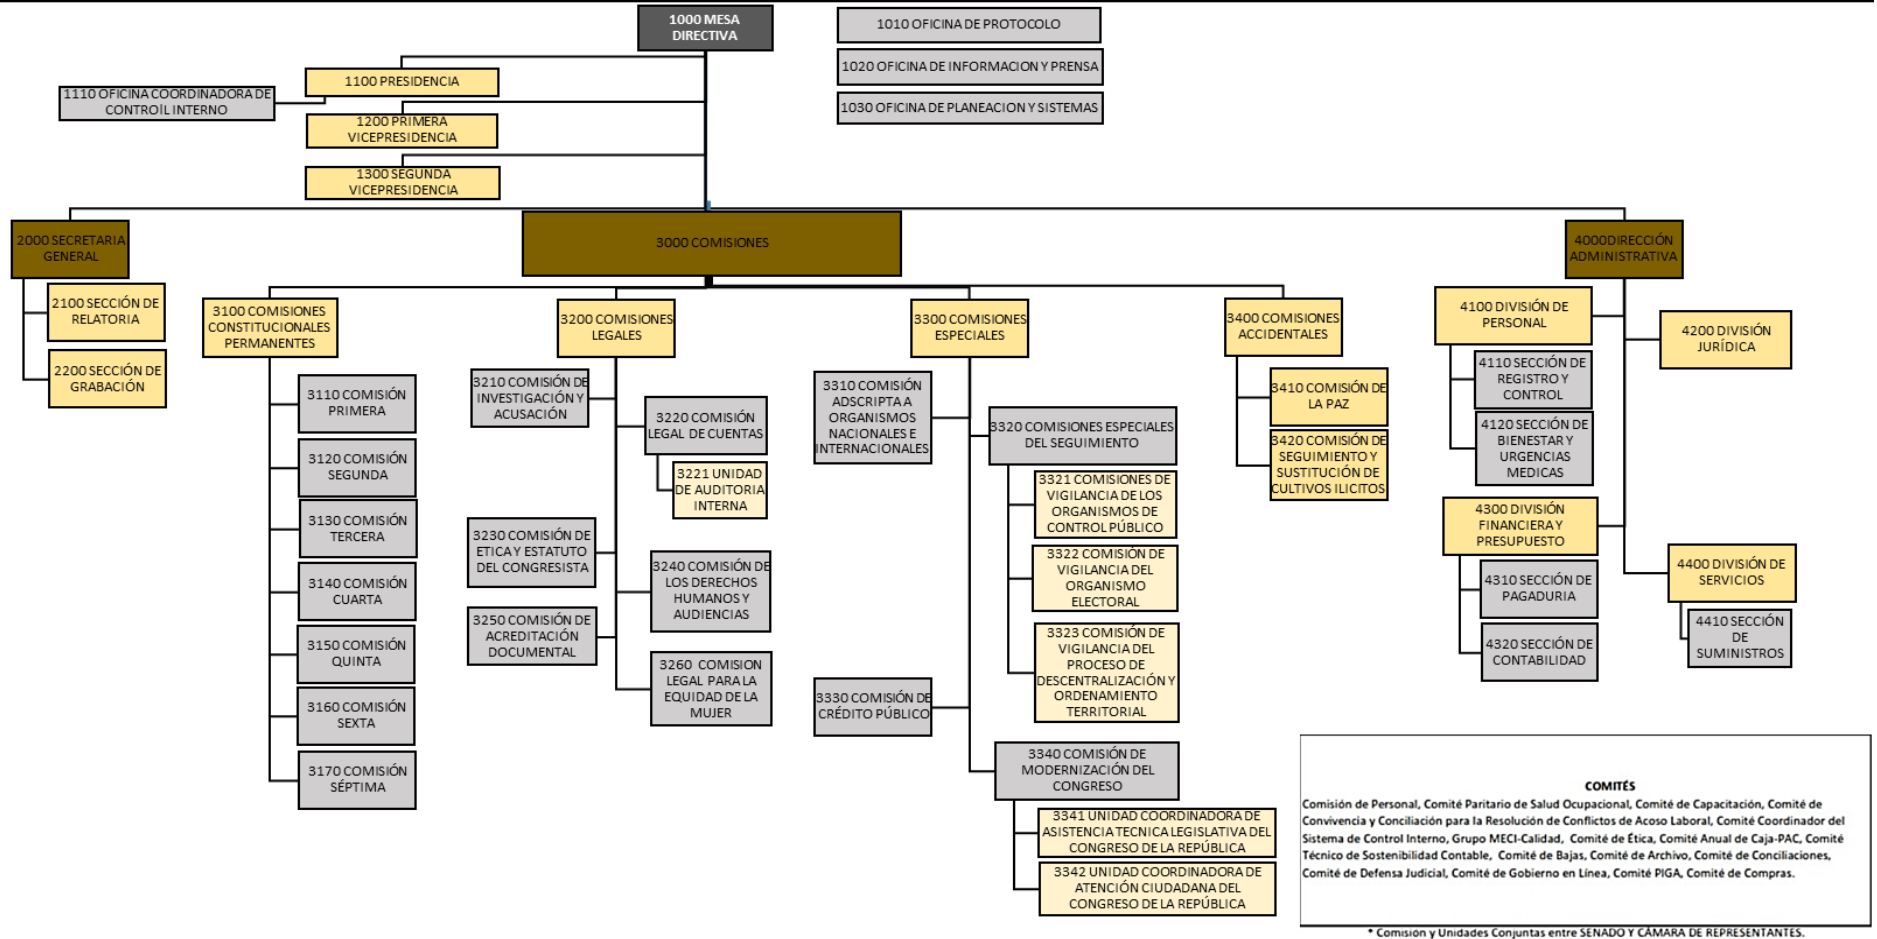 1000 MESA
DIRECTIVA
1010 OFICINA DE PROTOCOLO
1020 OFICINA DE INFORMACION Y PRENSA
1030 OFICINA DE PLANEACION Y SISTEMAS
1100 PRESIDENCIA
1110 OFICINA COORDINADORA DE
CONTROÍL INTERNO
1200 PRIMERA
VICEPRESIDENCIA
1300 SEGUNDA
VICEPRESIDENCIA
2000 SECRETARIA
GENERAL
2100 SECCIÓN DE
RELATORIA
2200 SECCIÓN DE
GRABACIÓN
3000 COMISIONES
3100 COMISIONES
CONSTITUCIONALES
PERMANENTES
3110 COMISIÓN
PRIMERA
3120 COMISIÓN
SEGUNDA
3130 COMISIÓN
TERCERA
3140 COMISIÓN
CUARTA
3150 COMISIÓN
QUINTA
3160 COMISIÓN
SEXTA
3170 COMISIÓN
SÉPTIMA
3200 COMISIONES
LEGALES
3210 COMISIÓN DE
INVESTIGACIÓN Y
ACUSACIÓN
3220 COMISIÓN
LEGAL DE CUENTAS
3221 UNIDAD
DE AUDITORIA
INTERNA
3230 COMISIÓN DE
ETICA Y ESTATUTO
DEL CONGRESISTA
3240 COMISIÓN DE
LOS DERECHOS
HUMANOS Y
AUDIENCIAS
3250 COMISIÓN DE
ACREDITACIÓN
DOCUMENTAL
3260 COMISION
LEGAL PARA LA
EQUIDAD DE LA
MUJER
3300 COMISIONES
ESPECIALES
3310 COMISIÓN
ADSCRIPTA A
ORGANISMOS
NACIONALES E
INTERNACIONALES
3320 COMISIONES ESPECIALES
DEL SEGUIMIENTO
3321 COMISIONES DE
VIGILANCIA DE LOS
ORGANISMOS DE
CONTROL PÚBLICO
3322 COMISIÓN DE
VIGILANCIA DEL
ORGANISMO
ELECTORAL
3323 COMISIÓN DE
VIGILANCIA DEL
PROCESO DE
DESCENTRALIZACIÓN Y
ORDENAMIENTO
TERRITORIAL
3330 COMISIÓN DE
CRÉDITO PÚBLICO
3340 COMISIÓN DE
MODERNIZACIÓN DEL
CONGRESO
3341 UNIDAD COORDINADORA DE
ASISTENCIA TECNICA LEGISLATIVA DEL
CONGRESO DE LA REPÚBLICA
3342 UNIDAD COORDINADORA DE
ATENCIÓN CIUDADANA DEL
CONGRESO DE LA REPÚBLICA
3400 COMISIONES
ACCIDENTALES
3410 COMISIÓN DE
LA PAZ
3420 COMISIÓN DE
SEGUIMIENTO Y
SUSTITUCIÓN DE
CULTIVOS ILICITOS
4000DIRECCIÓN
ADMINISTRATIVA
4100 DIVISIÓN DE
PERSONAL
4110 SECCIÓN DE
REGISTRO Y
CONTROL
4120 SECCIÓN DE
BIENESTAR Y
URGENCIAS
MEDICAS
4200 DIVISIÓN
JURÍDICA
4300 DIVISIÓN
FINANCIERA Y
PRESUPUESTO
4310 SECCIÓN DE
PAGADURIA
4320 SECCIÓN DE
CONTABILIDAD
4400 DIVISIÓN DE
SERVICIOS
4410 SECCIÓN
DE
SUMINISTROS
COMITÉS
Comisión de Personal, Comité Paritario de Salud Ocupacional, Comité de Capacitación, Comité de
Convivencia y Conciliación para la Resolución de Conflictos de Acoso Laboral, Comité Coordinador del
Sistema de Control Interno, Grupo MECI-Calidad, Comité de Ética, Comité Anual de Caja-PAC, Comité
Técnico de Sostenibilidad Contable, Comité de Bajas, Comité de Archivo, Comité de Conciliaciones,
Comité de Defensa Judicial, Comité de Gobierno en Línea, Comité PIGA, Comité de Compras.
* Comisión y Unidades Conjuntas entre SENADO Y CÁMARA DE REPRESENTANTES.